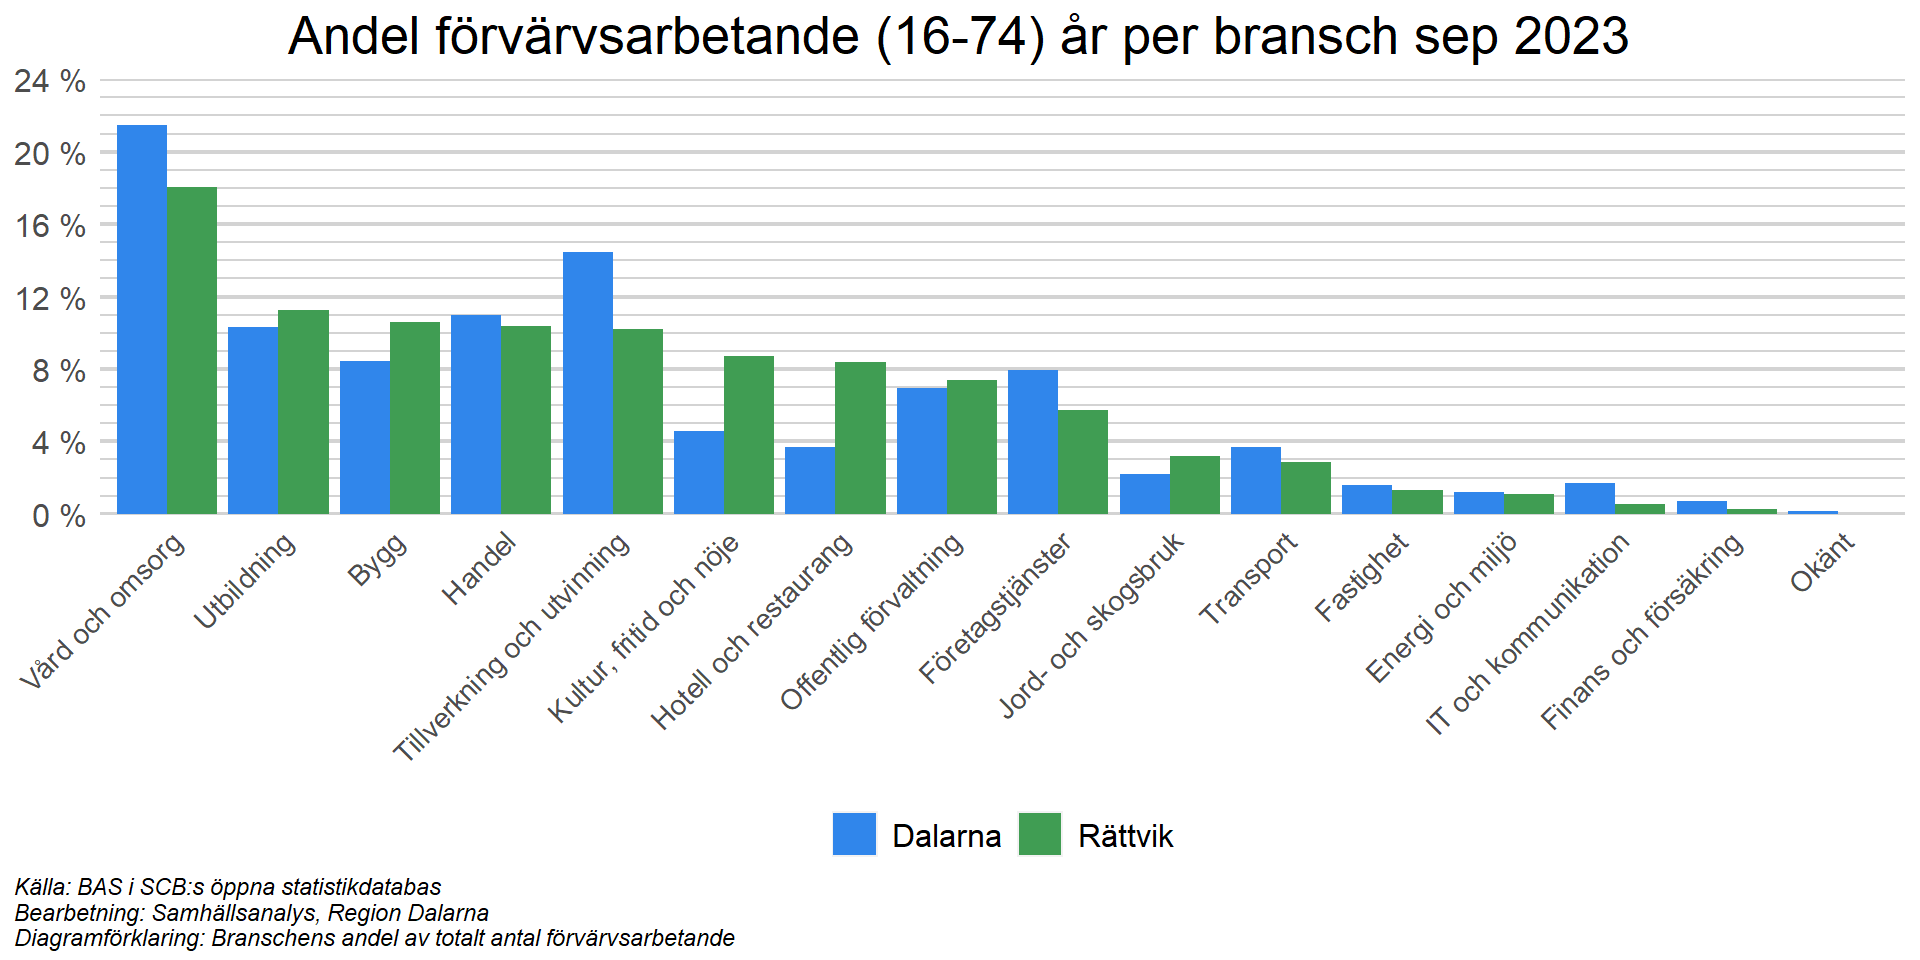 Andel förvärvsarbetande (16-74) år per bransch sep 2023
24 %
20 %
16 %
12 %
8 %
4 %
0 %
Vård och omsorg
Utbildning
Bygg
Handel
Tillverkning och utvinning
Kultur, fritid och nöje
Hotell och restaurang
Offentlig förvaltning
Företagstjänster
Jord- och skogsbruk
Transport
Fastighet
Energi och miljö
IT och kommunikation
Finans och försäkring
Okänt
Dalarna
Rättvik
Källa: BAS i SCB:s öppna statistikdatabas
Bearbetning: Samhällsanalys, Region Dalarna
Diagramförklaring: Branschens andel av totalt antal förvärvsarbetande